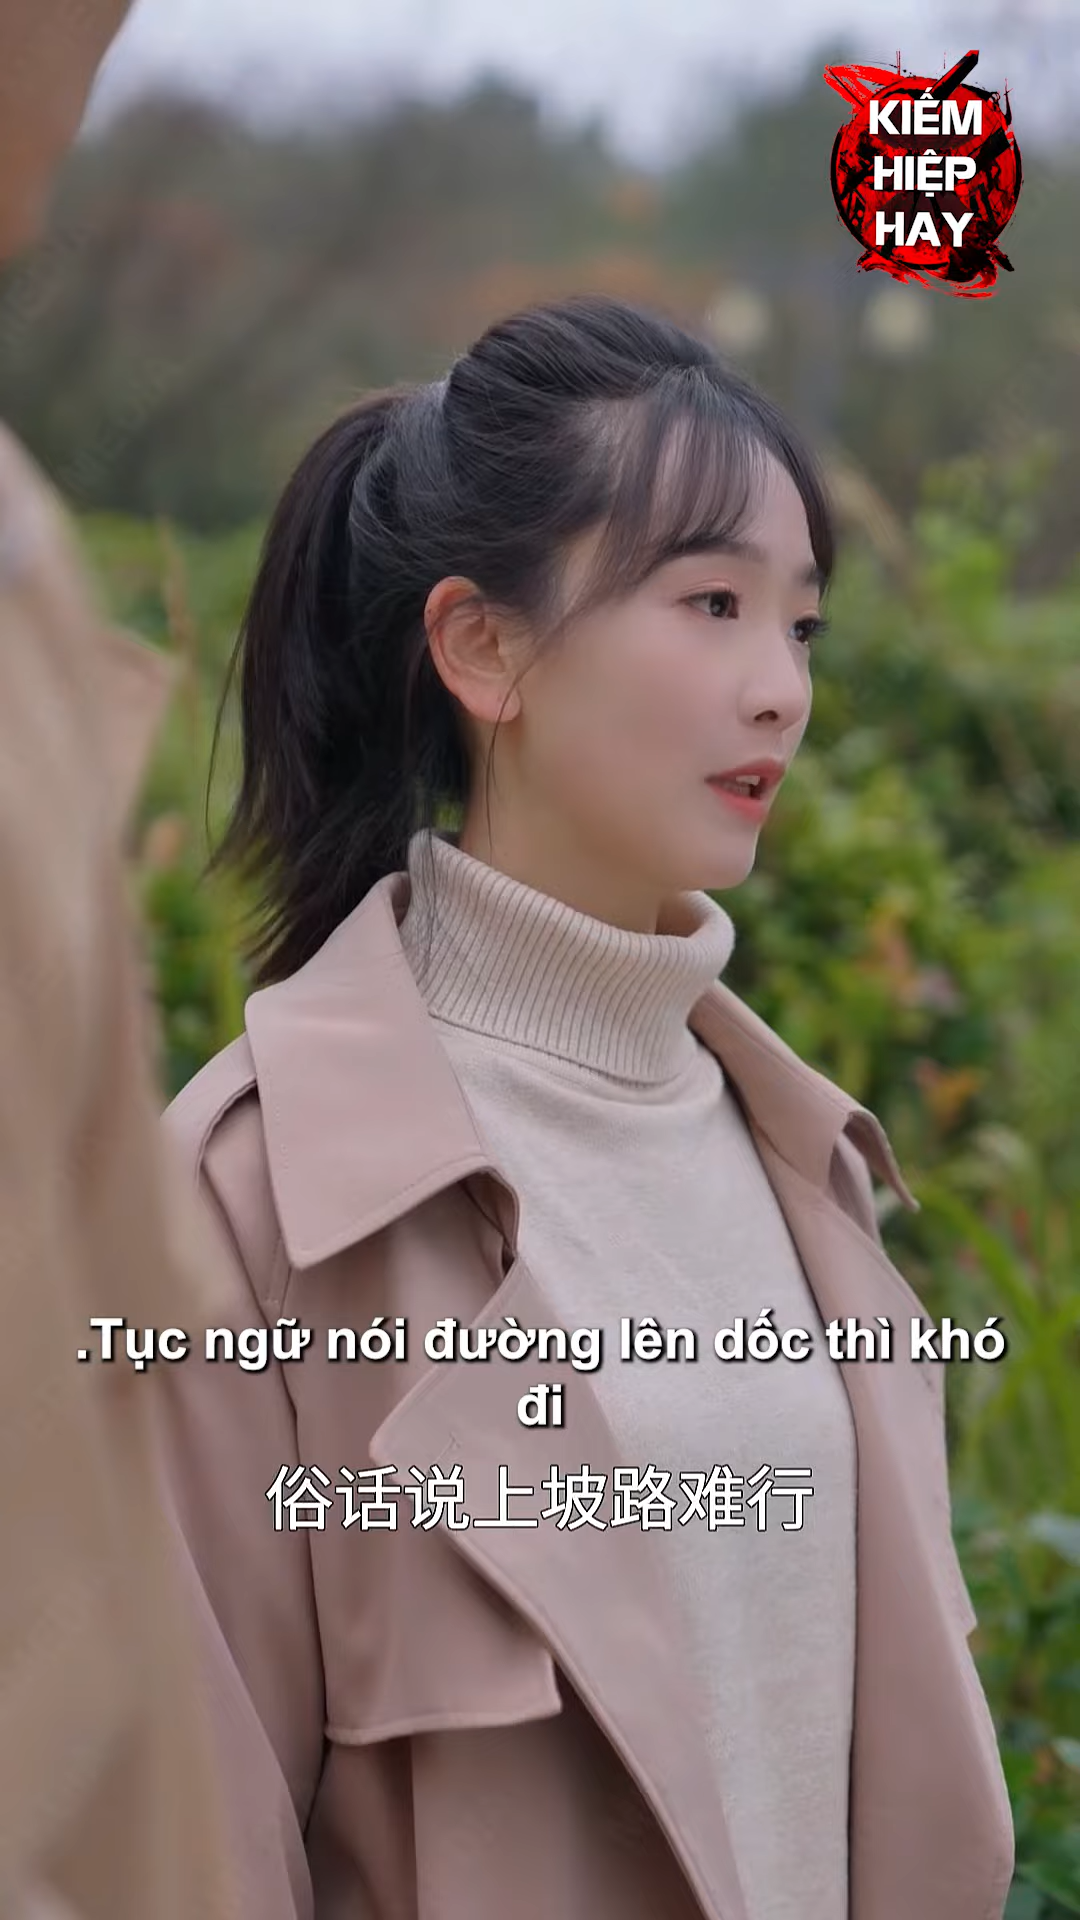 KIẾM
HIỆP
HAY
.Tục ngữ nói đường lên dốc thì khó
đi
俗话说上坡路难行